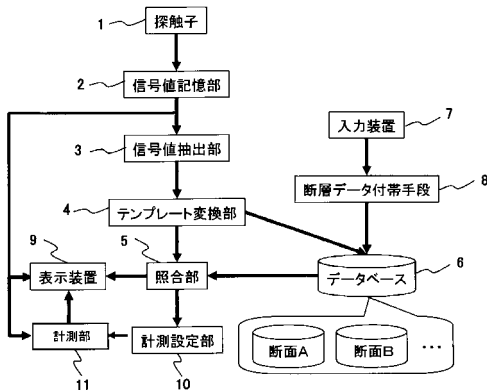 1
探触子
2
信号値記憶部
3
信号値抽出部
入力装置
7
断層データ付帯手段
8
4
テンプレート変換部
9
5
表示装置
照合部
データベース
6
計測部
計測設定部
11
10
断面A
断面B
…